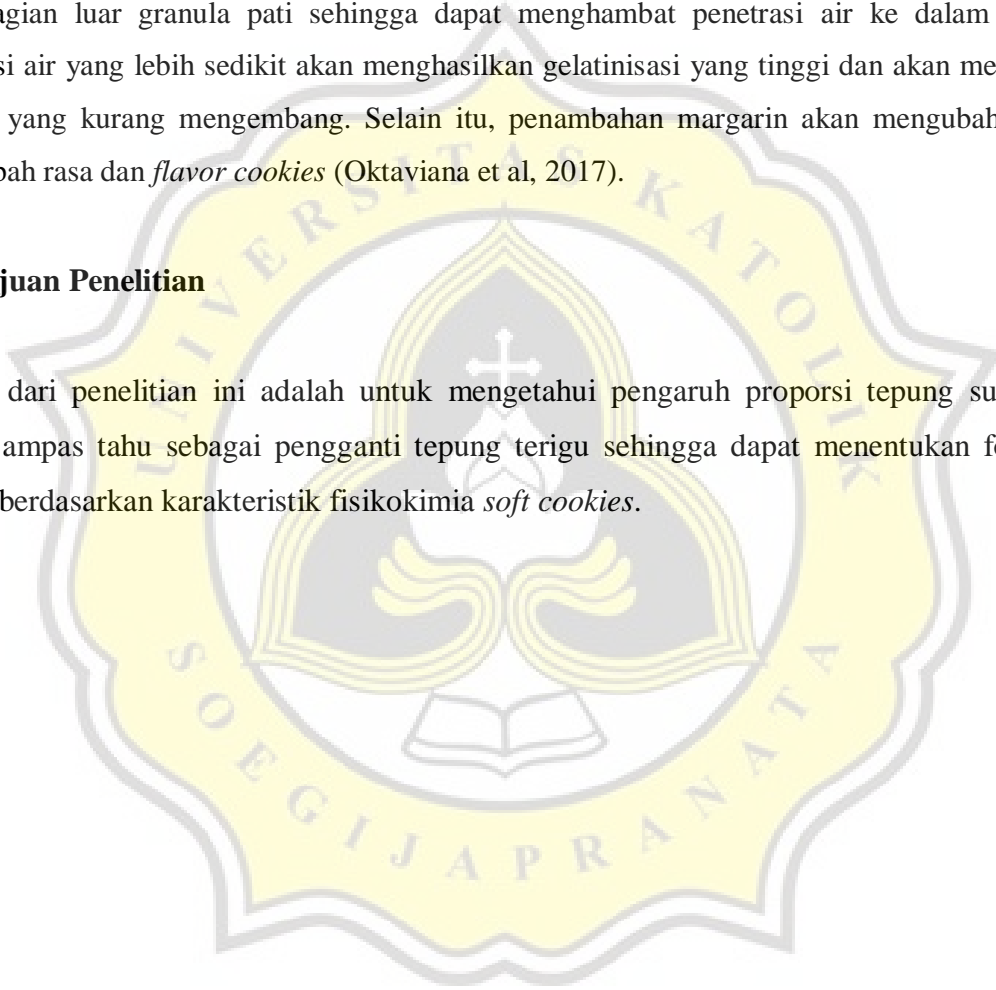 agian luar granula pati sehingga dapat menghambat penetrasi air ke dalam
si air yang lebih sedikit akan menghasilkan gelatinisasi yang tinggi dan akan me
yang kurang mengembang. Selain itu, penambahan margarin akan mengubah
bah rasa dan flavor cookies (Oktaviana et al, 2017).
juan Penelitian
dari penelitian ini adalah untuk mengetahui pengaruh proporsi tepung su
ampas tahu sebagai pengganti tepung terigu sehingga dapat menentukan fo
berdasarkan karakteristik fisikokimia soft cookies.
UNIVERSITAS KATOLIK
SOEGIJAPRANATA